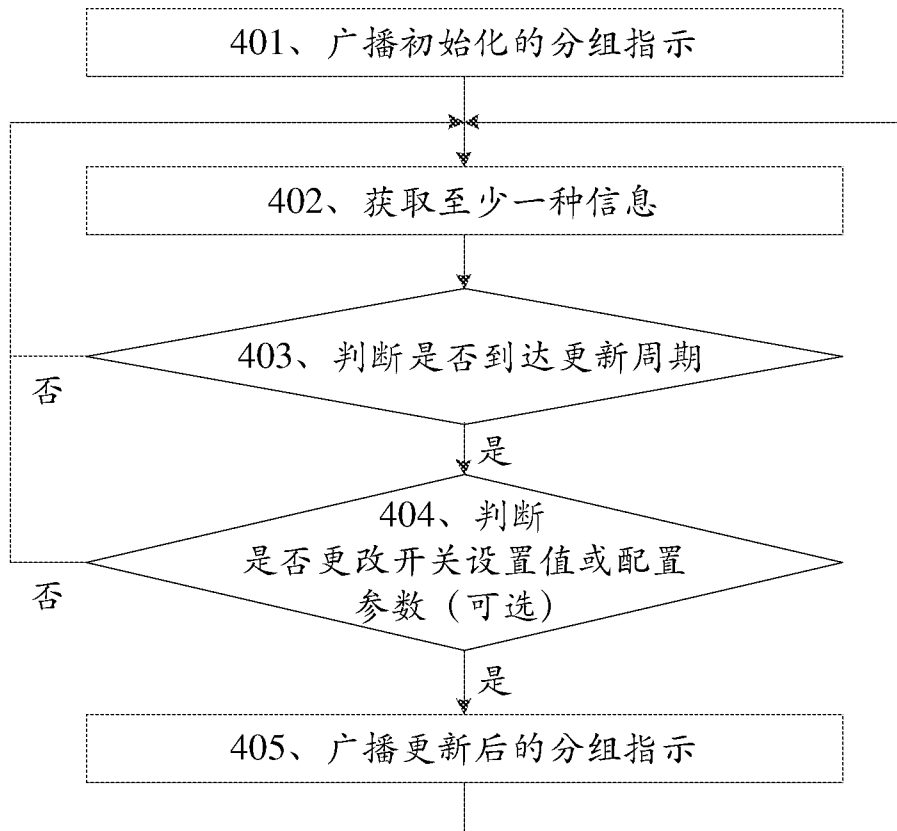 401、广播初始化的分组指示
402、获取至少一种信息
403、判断是否到达更新周期
否
是
404、判断
是否更改开关设置值或配置
参数（可选）
否
是
405、广播更新后的分组指示